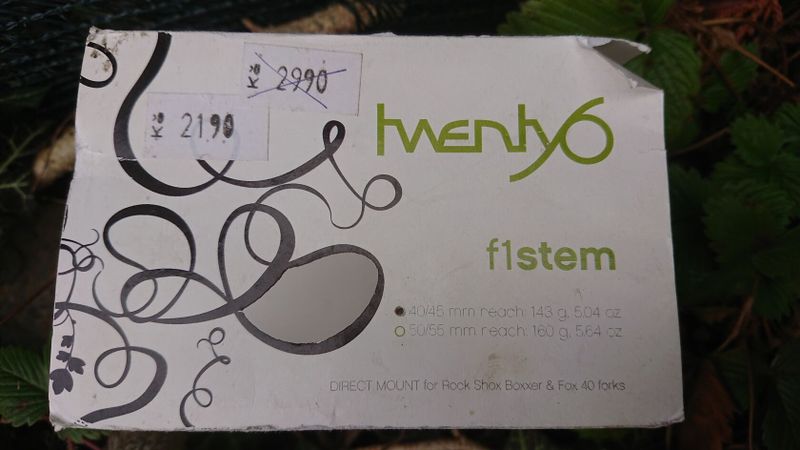 Kč 2990
Kč 2190
twenty6
f1stem
40/45 mm reach: 143 g, 5.04 oz
50/55 mm reach: 160 g, 5.64 oz
DIRECT MOUNT for Rock Shox Boxxer & Fox 40 forks